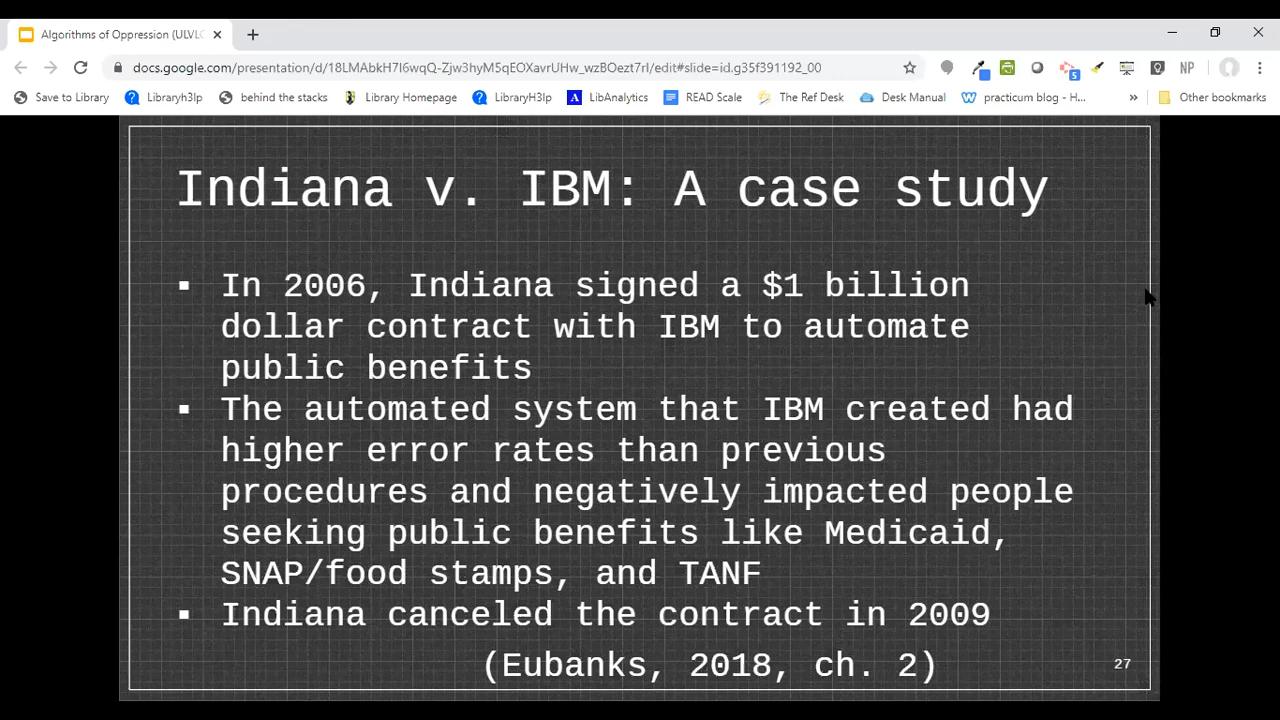 Algorithms of Oppression (ULVLC
docs.google.com/presentation/d/18LMAbkH7I6wqQ-Zjw3hyM5qEOXavrUHw_wzBOezt7rI/edit#slide=id.g35f391192_00
5
NP
Save to Library
Libraryh3lp
behind the stacks
Library Homepage
LibraryH3lp
A
LibAnalytics
READ Scale
The Ref Desk
Desk Manual
practicum blog - H...
»
Other bookmarks
Indiana v. IBM: A case study
▪ In 2006, Indiana signed a $1 billion
dollar contract with IBM to automate
public benefits
▪ The automated system that IBM created had
higher error rates than previous
procedures and negatively impacted people
seeking public benefits like Medicaid,
SNAP/food stamps, and TANF
▪ Indiana canceled the contract in 2009
(Eubanks, 2018, ch. 2)
27